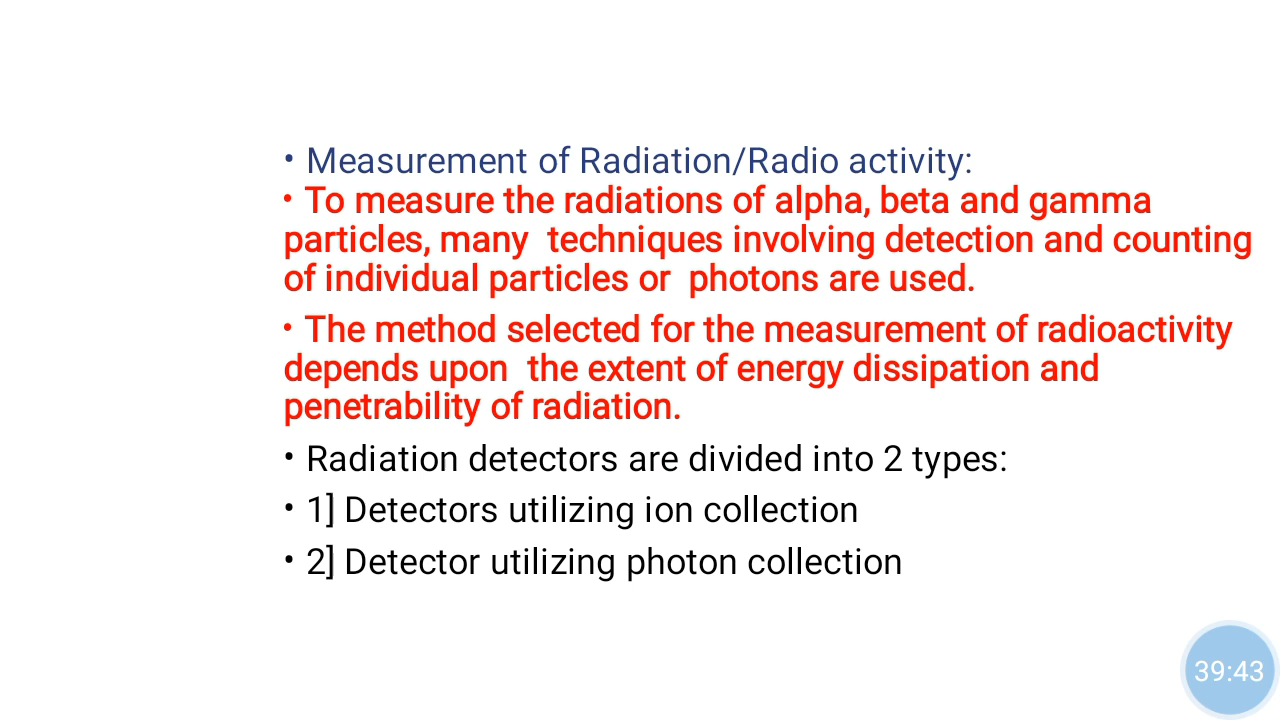 • Measurement of Radiation/Radio activity:
• To measure the radiations of alpha, beta and gamma
particles, many  techniques involving detection and counting
of individual particles or  photons are used.
• The method selected for the measurement of radioactivity
depends upon  the extent of energy dissipation and
penetrability of radiation.
• Radiation detectors are divided into 2 types:
• 1] Detectors utilizing ion collection
• 2] Detector utilizing photon collection
39:43